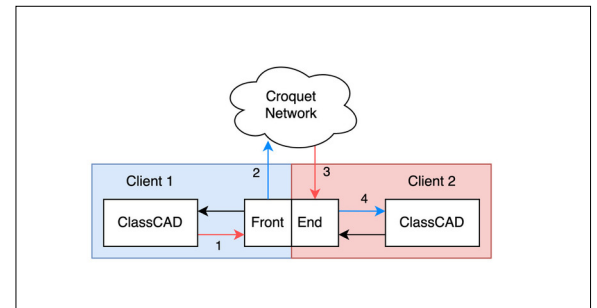 Croquet
Network
2
3
Client 1
Client 2
4
ClassCAD
Front
End
ClassCAD
1